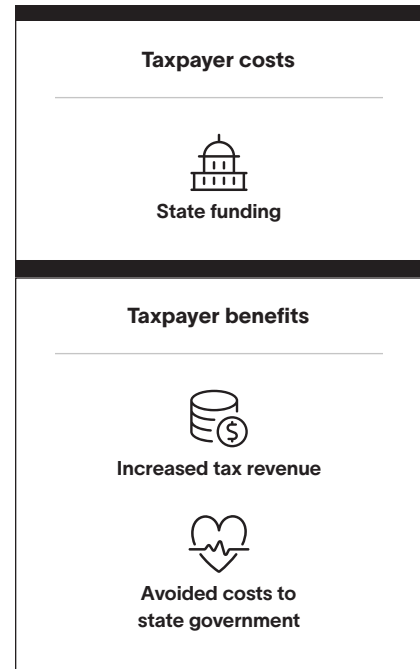 Taxpayer costs
State funding
Taxpayer benefits
$
Increased tax revenue
Avoided costs to
state government